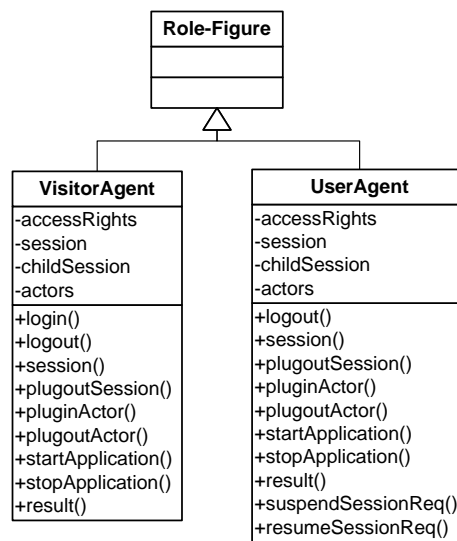 Role-Figure
VisitorAgent
-accessRights
-session
-childSession
-actors
+login()
+logout()
+session()
+plugoutSession()
+pluginActor()
+plugoutActor()
+startApplication()
+stopApplication()
+result()
UserAgent
-accessRights
-session
-childSession
-actors
+logout()
+session()
+plugoutSession()
+pluginActor()
+plugoutActor()
+startApplication()
+stopApplication()
+result()
+suspendSessionReq()
+resumeSessionReq()